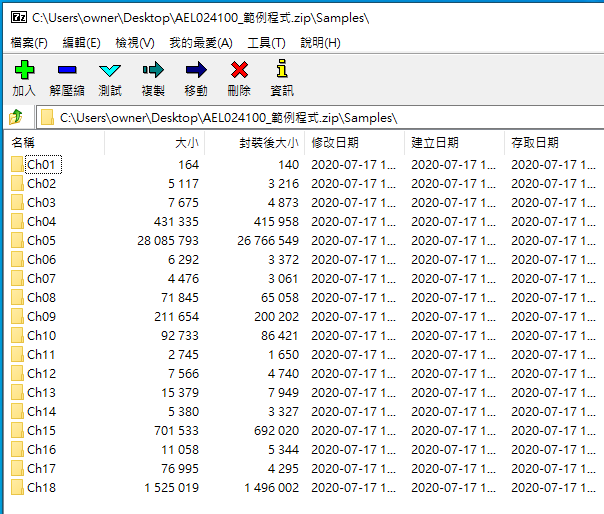 7z C:\Users\owner\Desktop\AEL024100_範例程式.zip\Samples\
檔案(F) 編輯(E) 檢視(V) 我的最愛(A) 工具(T) 說明(H)
加入 解壓縮 測試 複製 移動 刪除 資訊
C:\Users\owner\Desktop\AEL024100_範例程式.zip\Samples\
名稱 大小 封裝後大小 修改日期 建立日期 存取日期
Ch01 164 140 2020-07-17 1... 2020-07-17 1... 2020-07-17 1...
Ch02 5 117 3 216 2020-07-17 1... 2020-07-17 1... 2020-07-17 1...
Ch03 7 675 4 873 2020-07-17 1... 2020-07-17 1... 2020-07-17 1...
Ch04 431 335 415 958 2020-07-17 1... 2020-07-17 1... 2020-07-17 1...
Ch05 28 085 793 26 766 549 2020-07-17 1... 2020-07-17 1... 2020-07-17 1...
Ch06 6 292 3 372 2020-07-17 1... 2020-07-17 1... 2020-07-17 1...
Ch07 4 476 3 061 2020-07-17 1... 2020-07-17 1... 2020-07-17 1...
Ch08 71 845 65 058 2020-07-17 1... 2020-07-17 1... 2020-07-17 1...
Ch09 211 654 200 202 2020-07-17 1... 2020-07-17 1... 2020-07-17 1...
Ch10 92 733 86 421 2020-07-17 1... 2020-07-17 1... 2020-07-17 1...
Ch11 2 745 1 650 2020-07-17 1... 2020-07-17 1... 2020-07-17 1...
Ch12 7 566 4 740 2020-07-17 1... 2020-07-17 1... 2020-07-17 1...
Ch13 15 379 7 949 2020-07-17 1... 2020-07-17 1... 2020-07-17 1...
Ch14 5 380 3 327 2020-07-17 1... 2020-07-17 1... 2020-07-17 1...
Ch15 701 533 692 020 2020-07-17 1... 2020-07-17 1... 2020-07-17 1...
Ch16 11 058 5 344 2020-07-17 1... 2020-07-17 1... 2020-07-17 1...
Ch17 76 995 4 295 2020-07-17 1... 2020-07-17 1... 2020-07-17 1...
Ch18 1 525 019 1 496 002 2020-07-17 1... 2020-07-17 1... 2020-07-17 1...